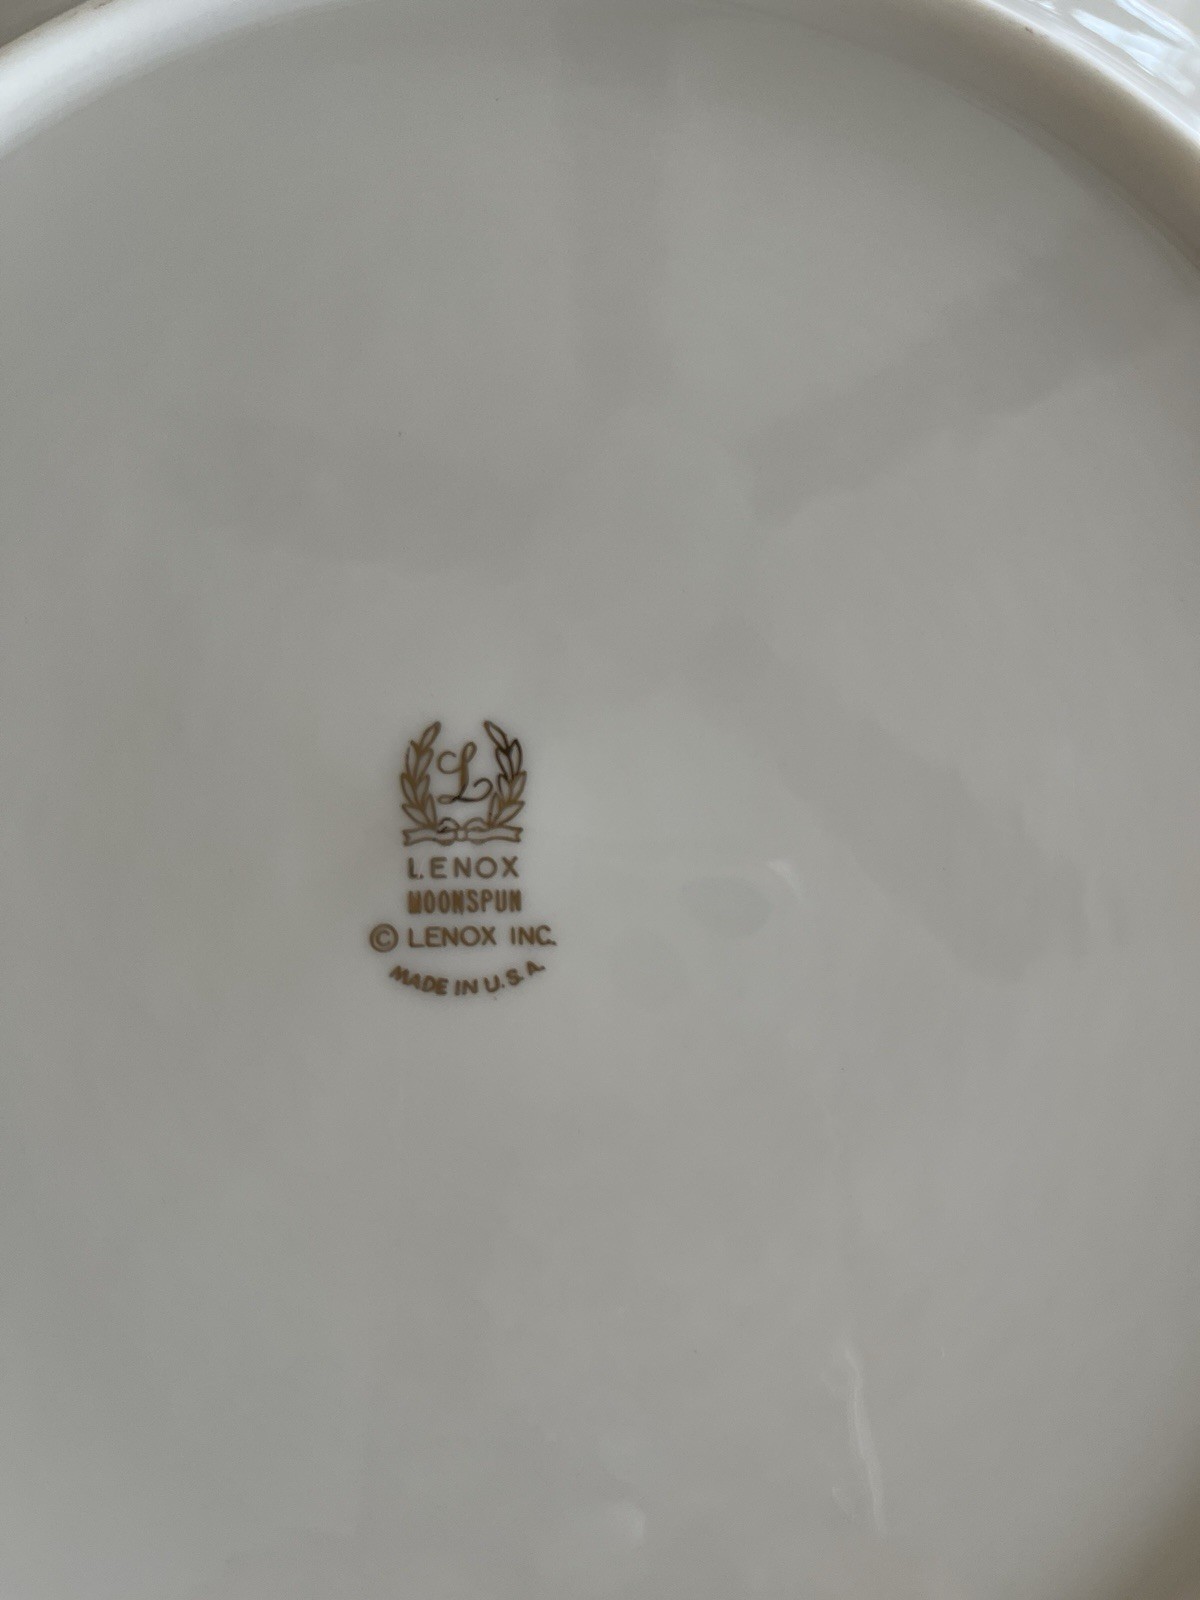 L
LENOX
MOONSPUN
© LENOX INC.
MADE IN U.S.A.